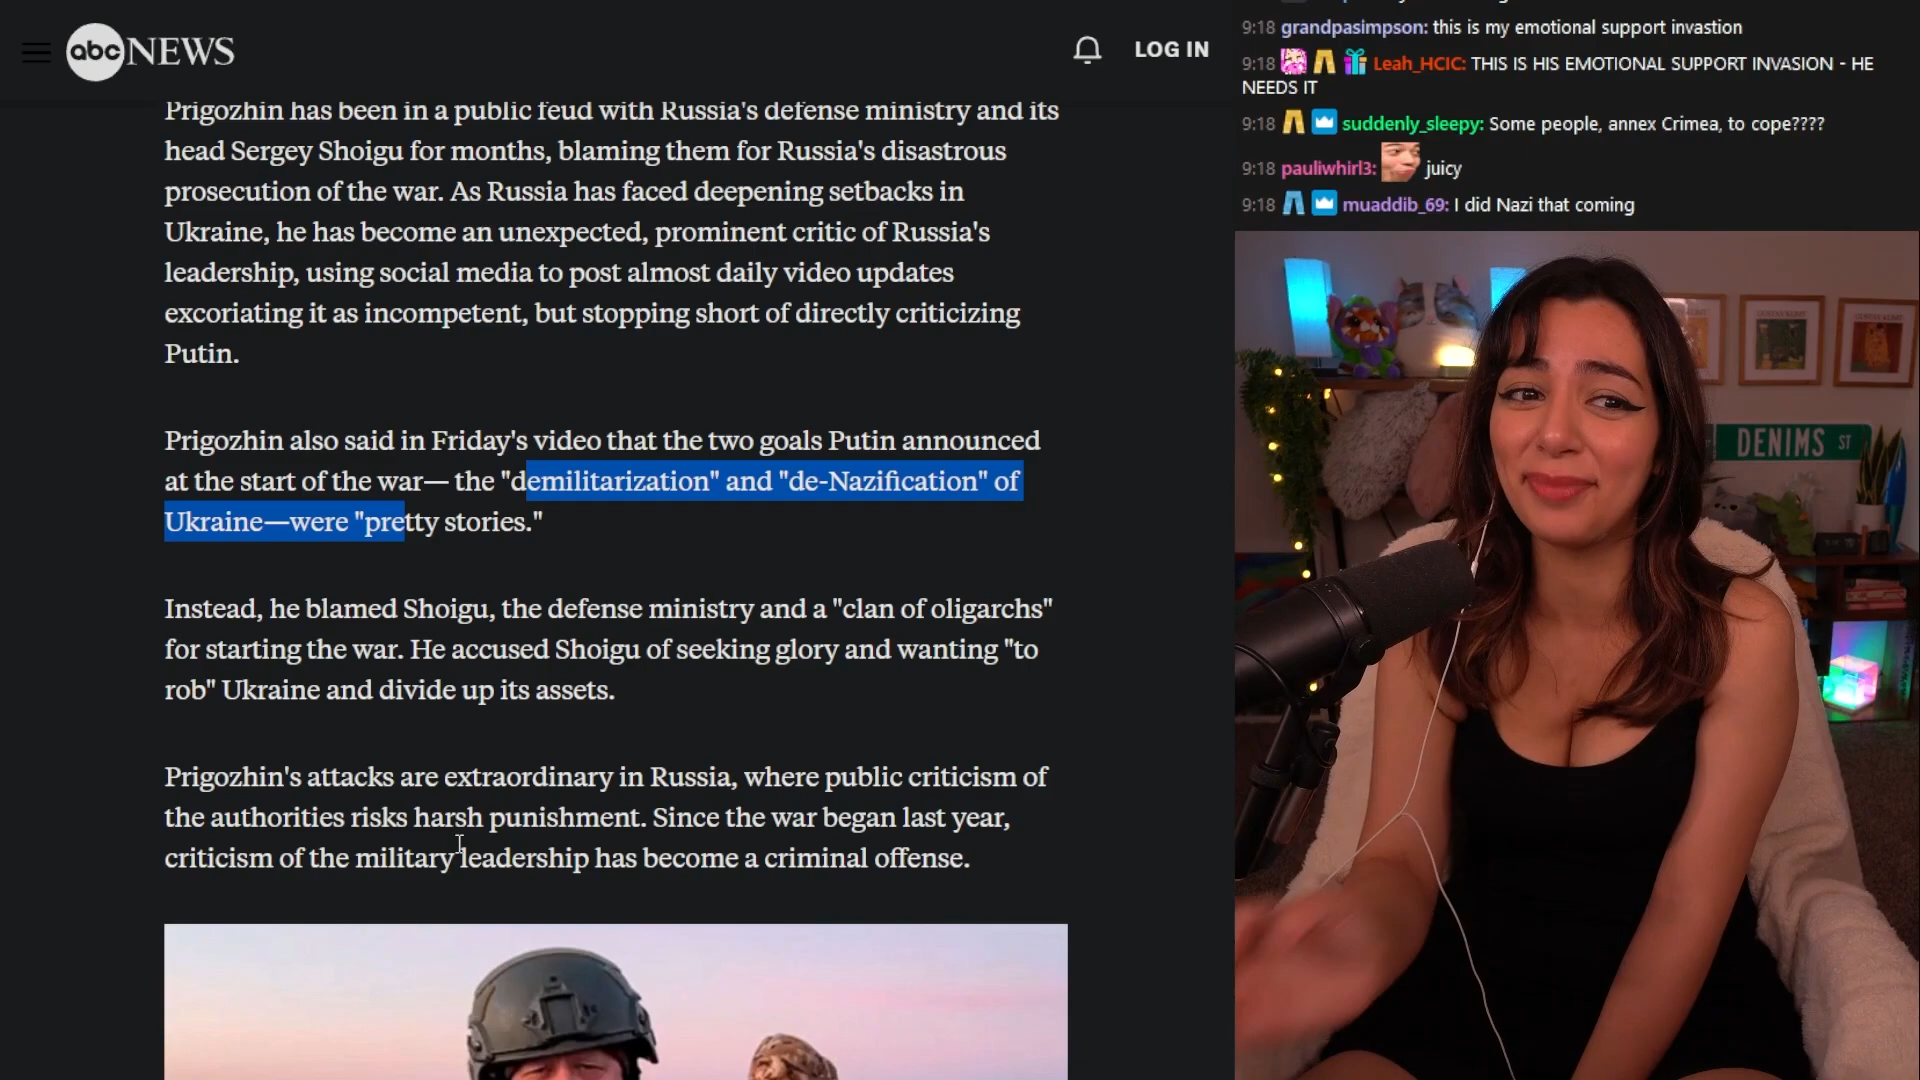 abc NEWS
LOG IN
Prigozhin has been in a public feud with Russia's defense ministry and its
head Sergey Shoigu for months, blaming them for Russia's disastrous
prosecution of the war. As Russia has faced deepening setbacks in
Ukraine, he has become an unexpected, prominent critic of Russia's
leadership, using social media to post almost daily video updates
excoriating it as incompetent, but stopping short of directly criticizing
Putin.
Prigozhin also said in Friday's video that the two goals Putin announced
at the start of the war— the "demilitarization" and "de-Nazification" of
Ukraine—were "pretty stories."
Instead, he blamed Shoigu, the defense ministry and a "clan of oligarchs"
for starting the war. He accused Shoigu of seeking glory and wanting "to
rob" Ukraine and divide up its assets.
Prigozhin's attacks are extraordinary in Russia, where public criticism of
the authorities risks harsh punishment. Since the war began last year,
criticism of the military leadership has become a criminal offense.
9:18 grandpasimpson: this is my emotional support invastion
9:18 Leah_HCIC: THIS IS HIS EMOTIONAL SUPPORT INVASION - HE
NEEDS IT
9:18 suddenly_sleepy: Some people, annex Crimea, to cope????
9:18 pauliwhirl3: juicy
9:18 muaddib_69: I did Nazi that coming
DENIMS ST